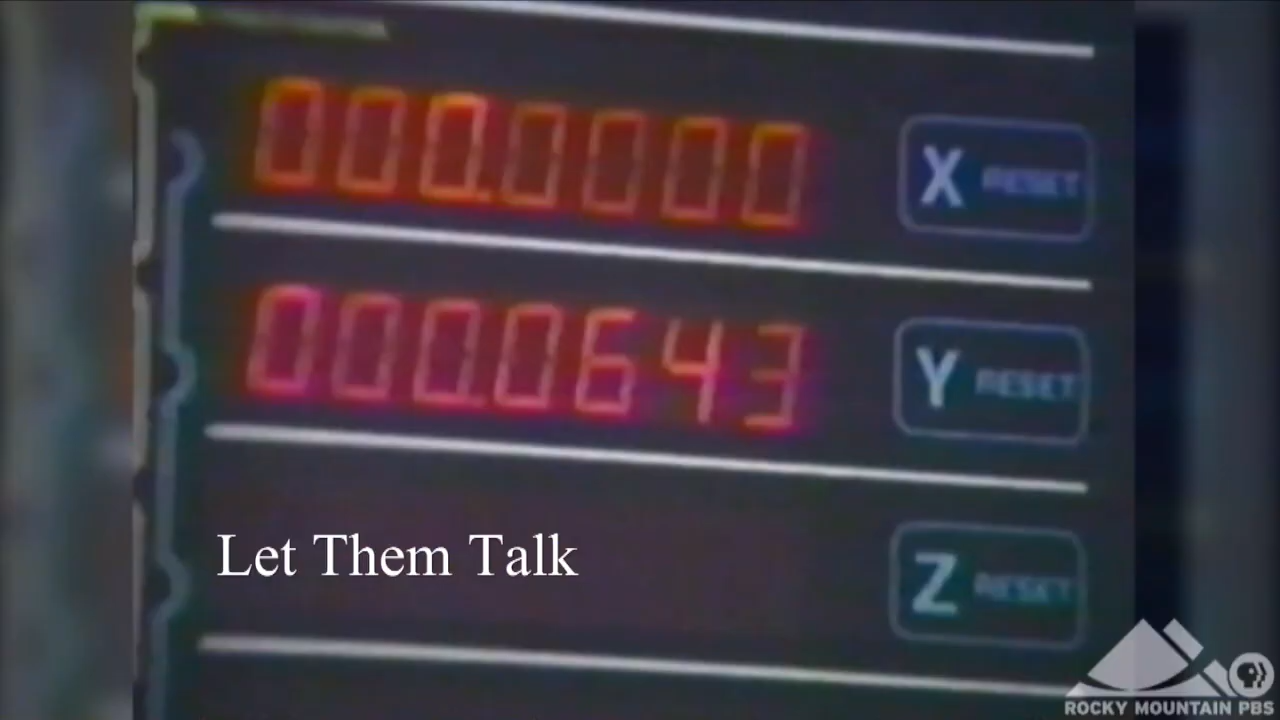 000.0000
X RESET
000.0643
Y RESET
Let Them Talk
Z RESET
ROCKY MOUNTAIN PBS